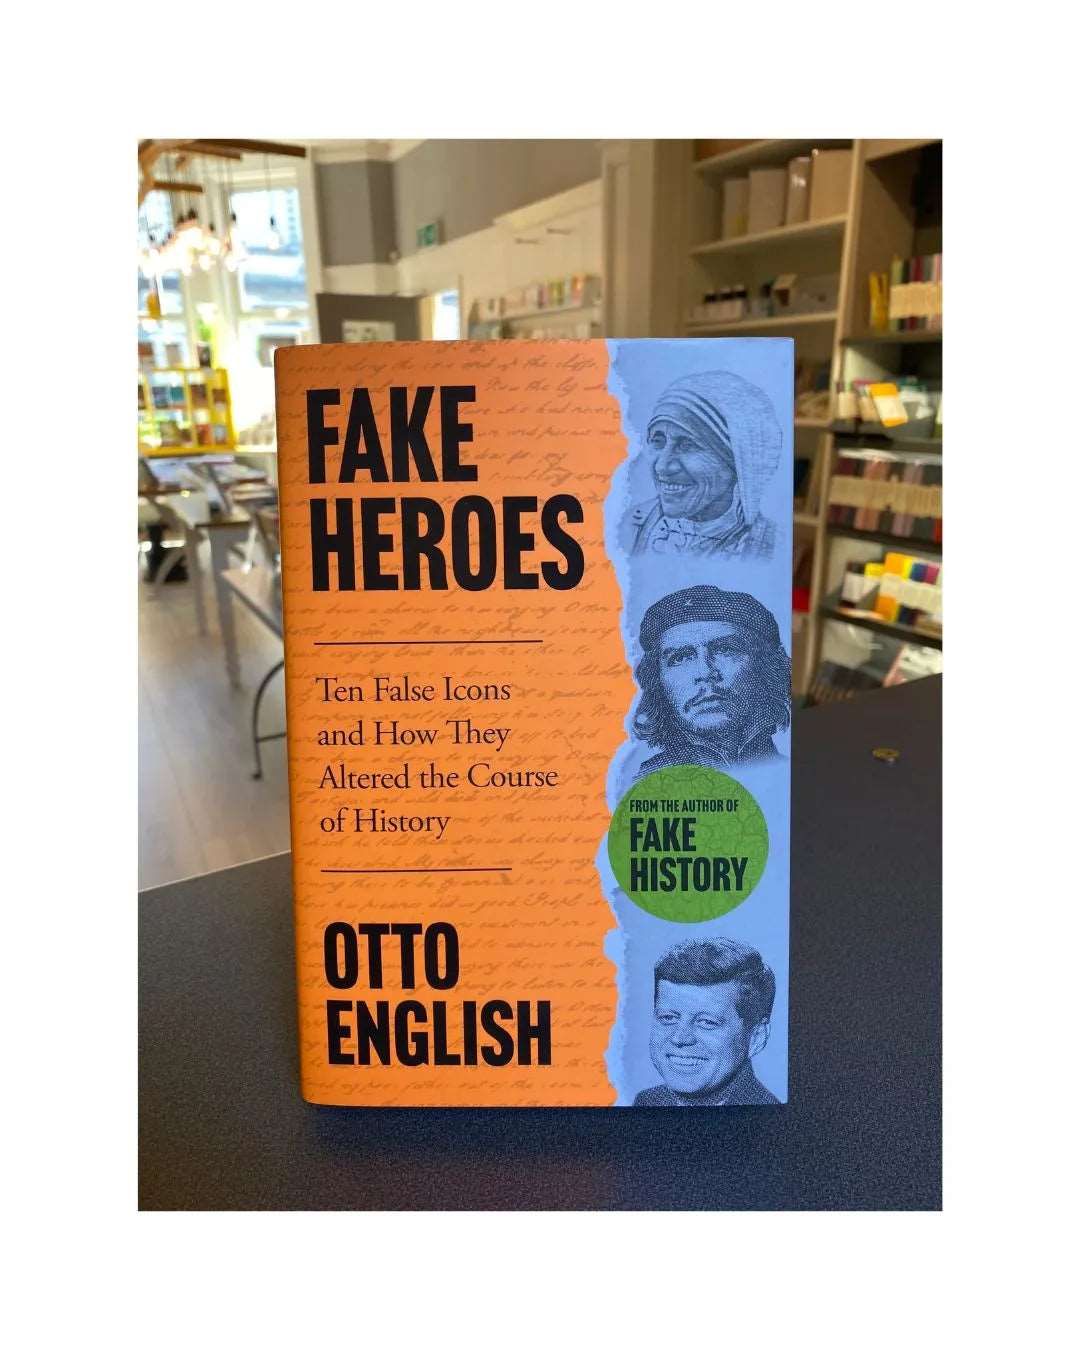 FAKE
HEROES
Ten False Icons
and How They
Altered the Course
of History
FROM THE AUTHOR OF
FAKE
HISTORY
OTTO
ENGLISH